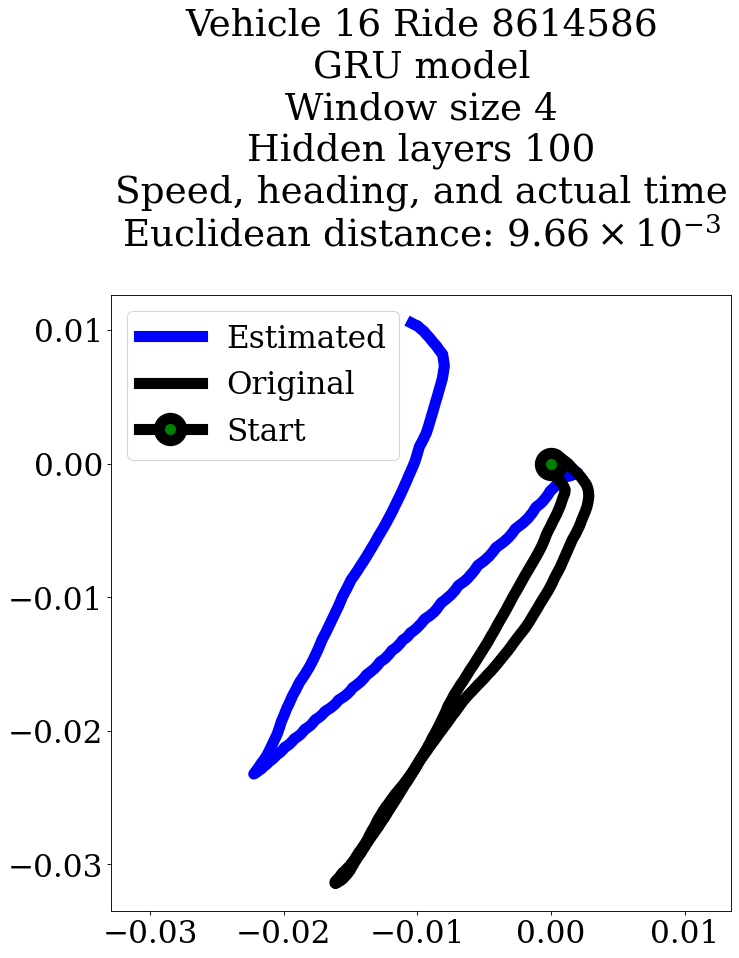 Vehicle 16 Ride 8614586
GRU model
Window size 4
Hidden layers 100
Speed, heading, and actual time
Euclidean distance: 9.66 × 10⁻³
Estimated
Original
Start
0.01
0.00
−0.01
−0.02
−0.03
−0.03 −0.02 −0.01 0.00 0.01